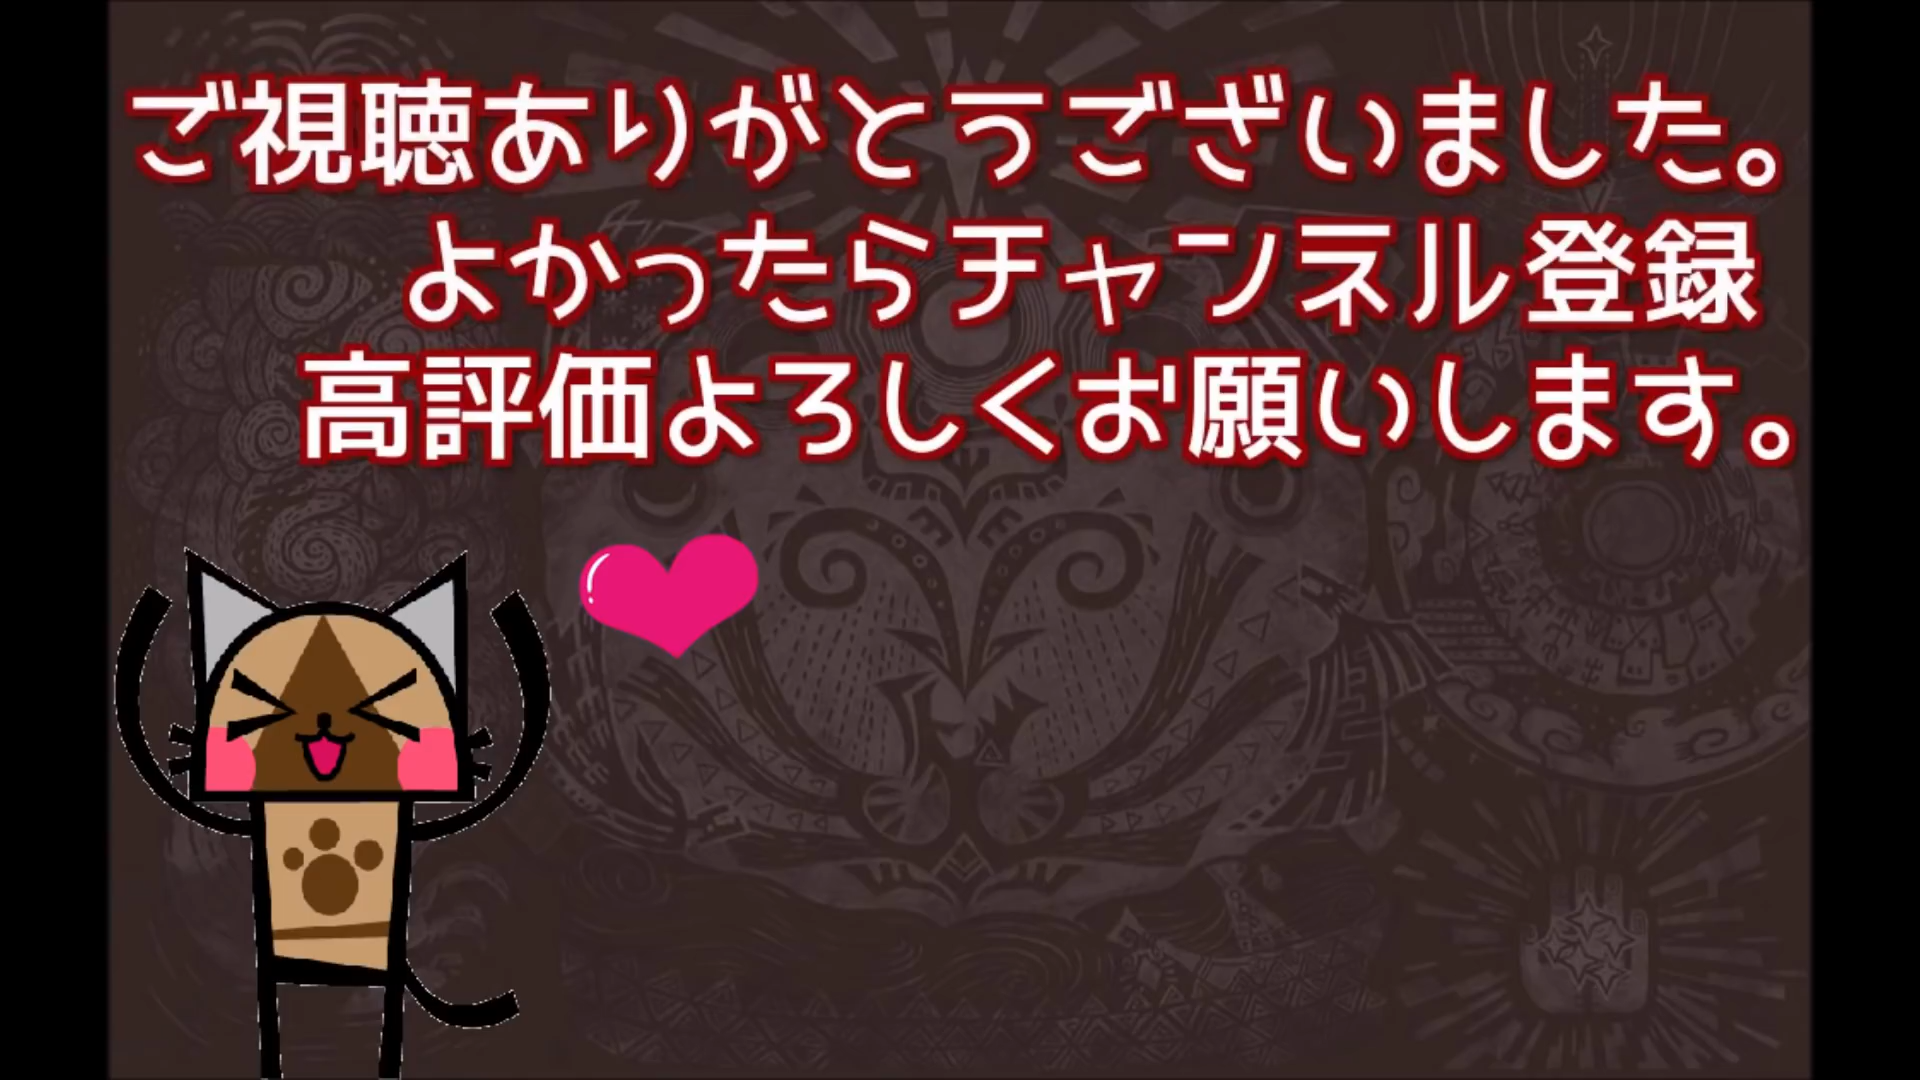 ご視聴ありがとうございました。
よかったらチャンネル登録
高評価よろしくお願いします。